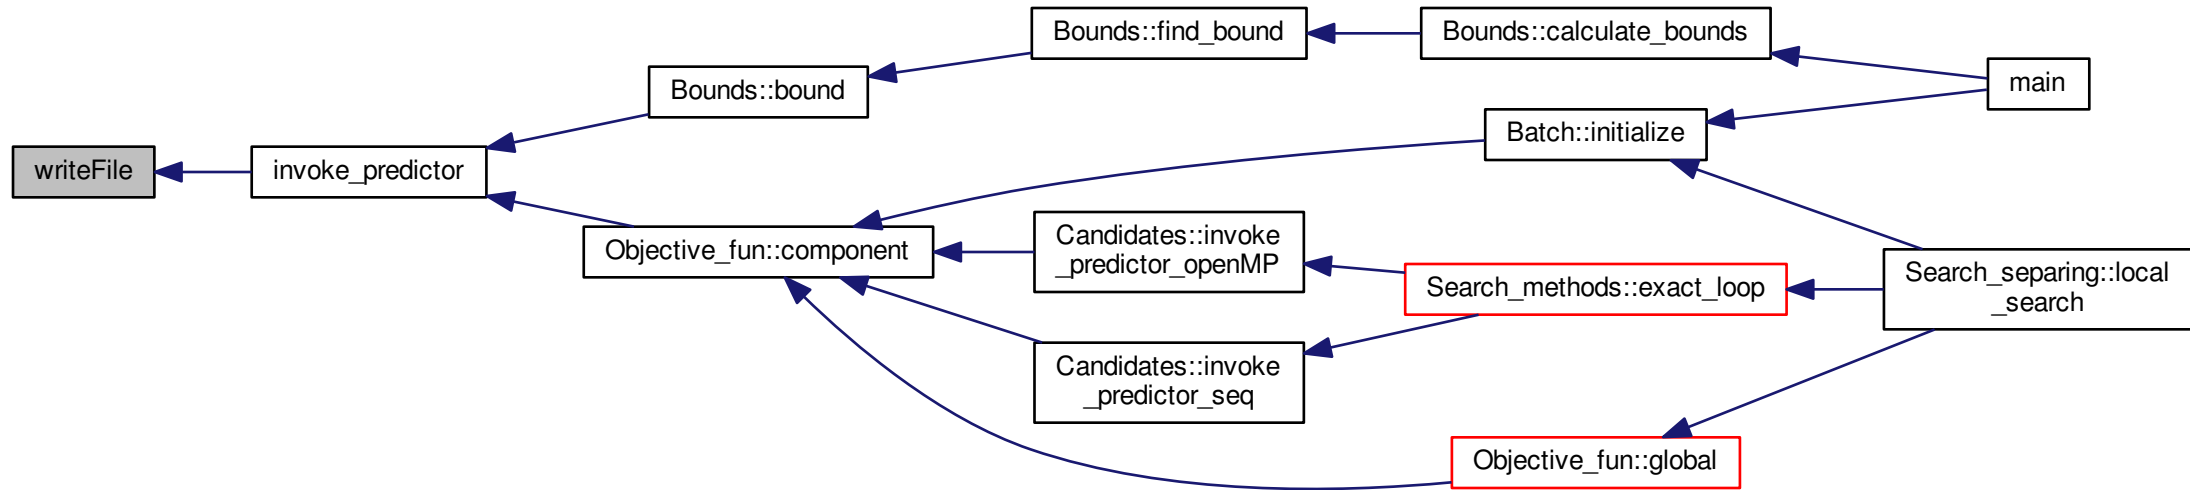 writeFile
invoke_predictor
Bounds::bound
Objective_fun::component
Bounds::find_bound
Candidates::invoke
_predictor_openMP
Candidates::invoke
_predictor_seq
Bounds::calculate_bounds
Batch::initialize
Search_methods::exact_loop
Objective_fun::global
main
Search_separing::local
_search